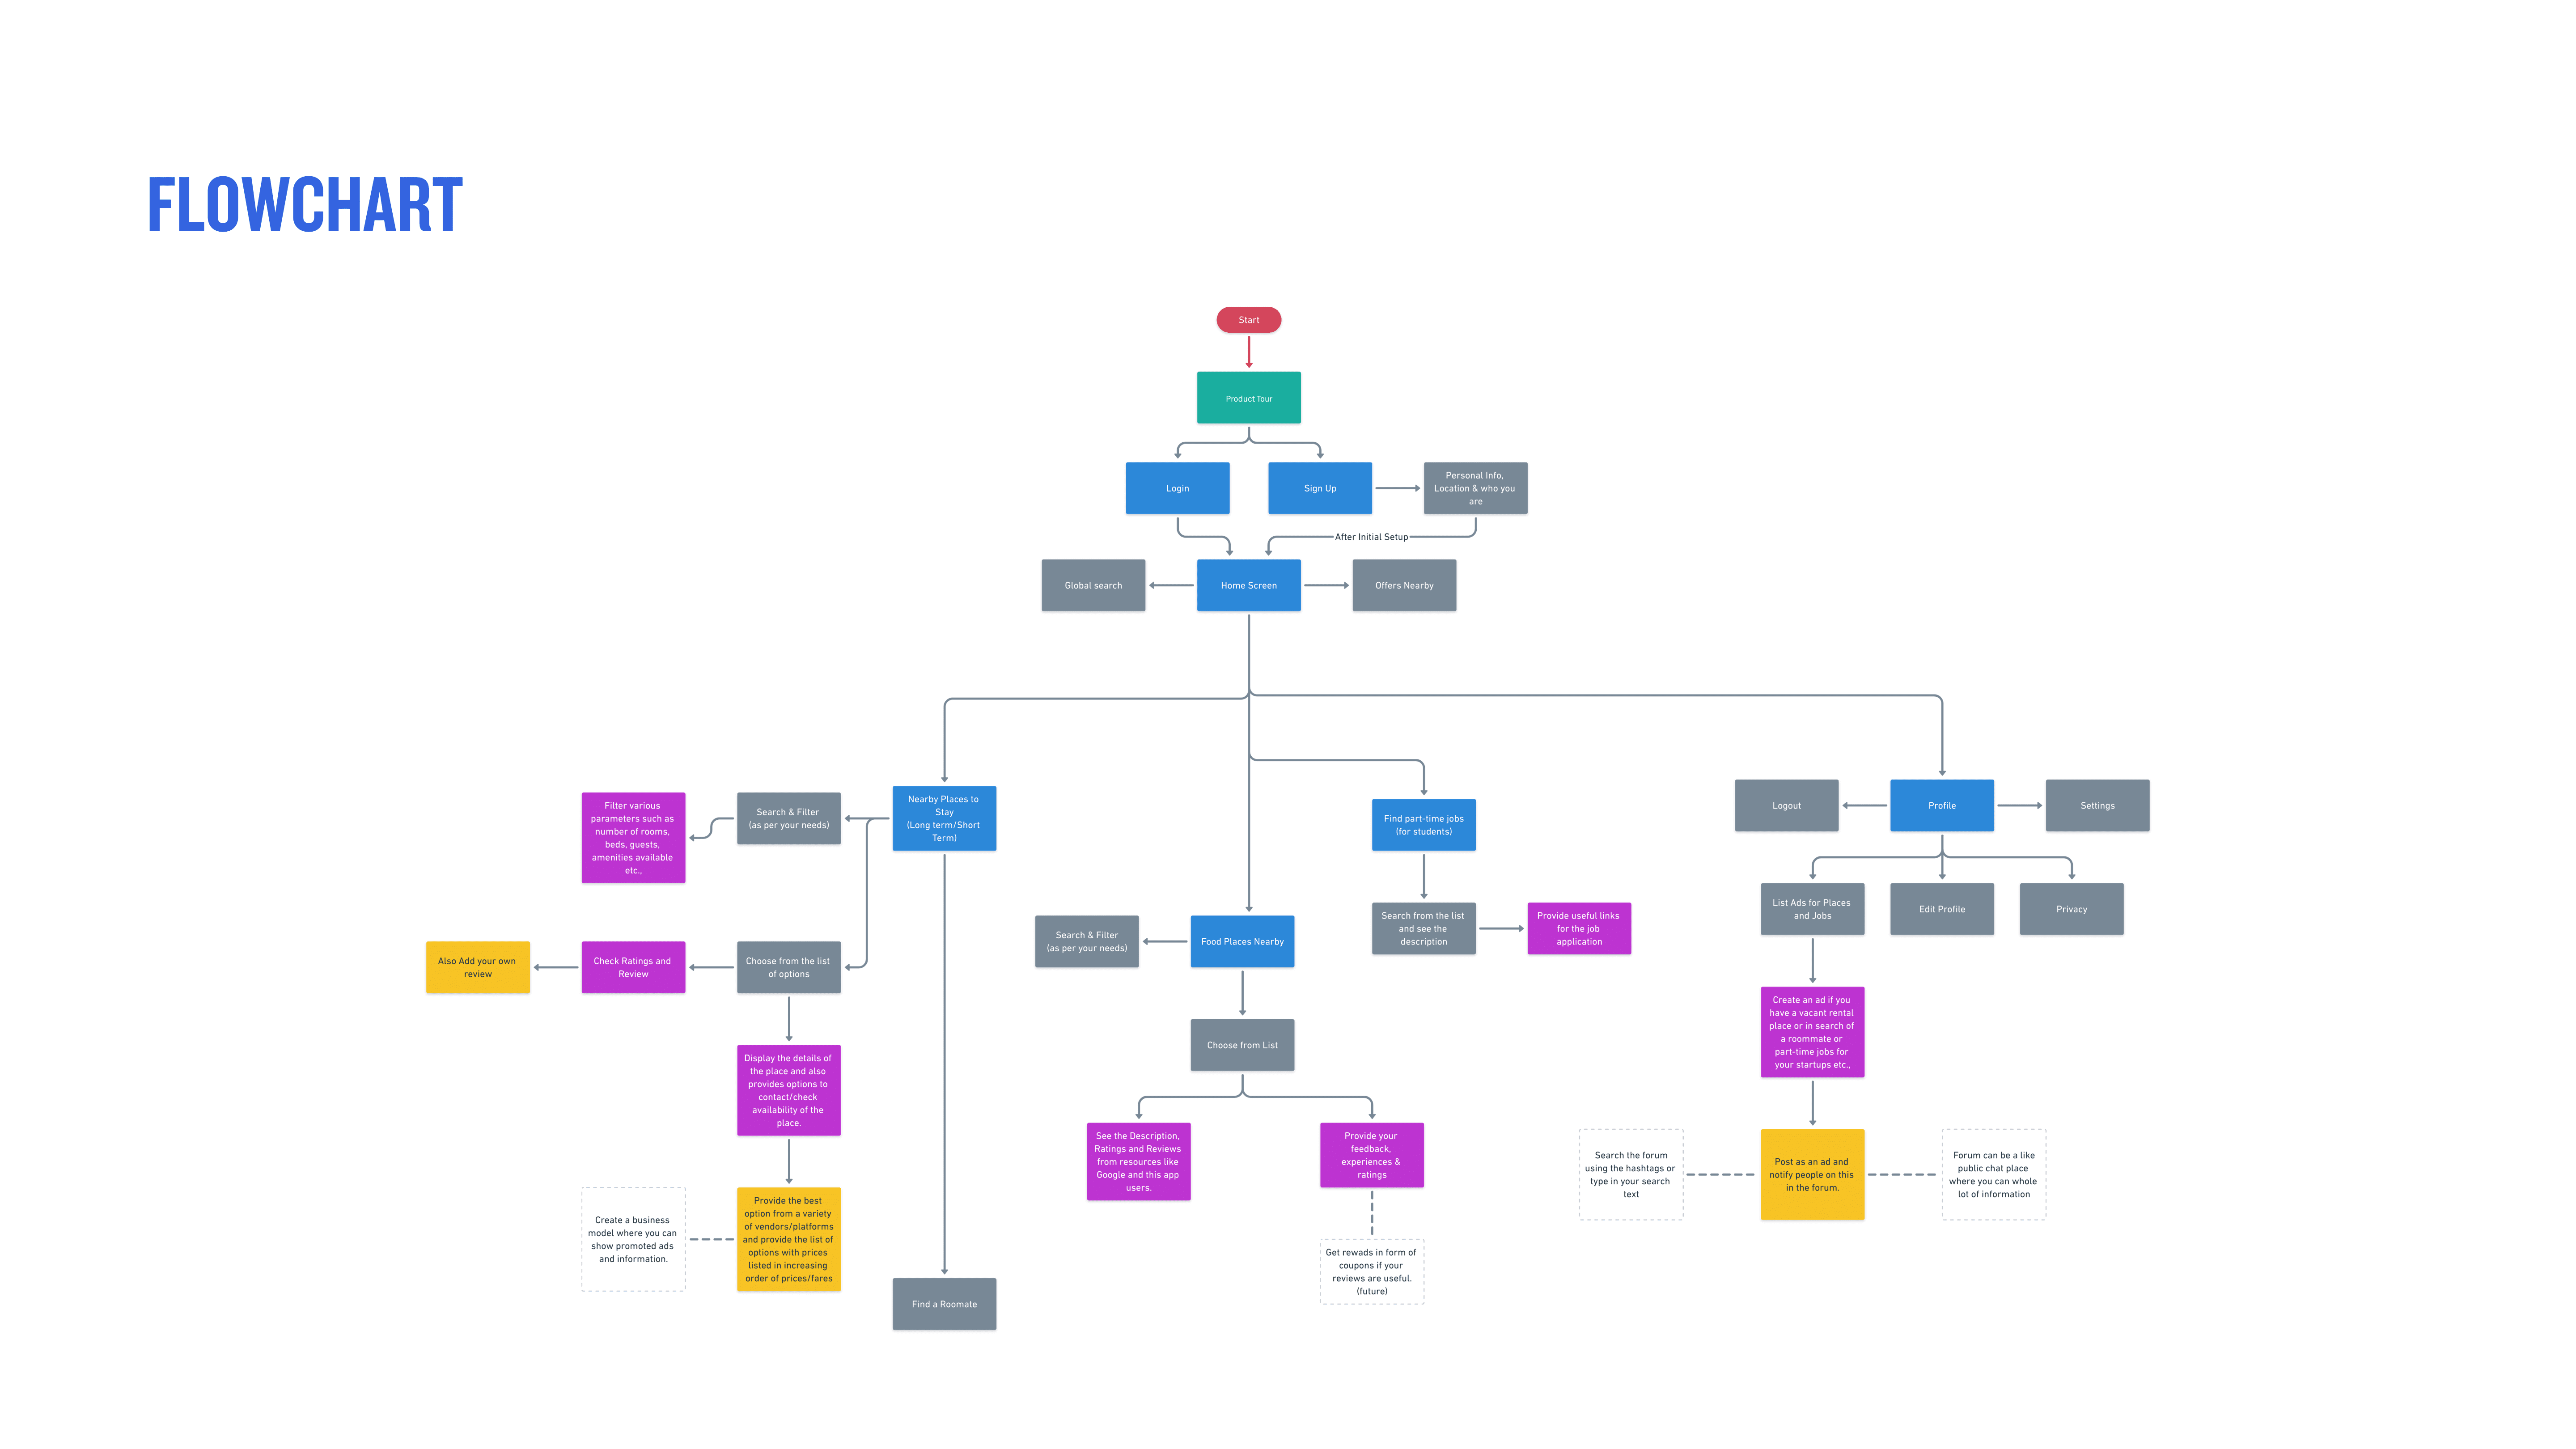 FLOWCHART
Start
Product Tour
Login
Sign Up
Personal Info,
Location & who you
are
After Initial Setup
Global search
Home Screen
Offers Nearby
Nearby Places to
Stay
(Long term/Short
Term)
Search & Filter
(as per your needs)
Filter various
parameters such as
number of rooms,
beds, guests,
amenities available
etc.,
Also Add your own
review
Check Ratings and
Review
Choose from the list
of options
Display the details of
the place and also
provides options to
contact/check
availability of the
place.
Create a business
model where you can
show promoted ads
and information.
Provide the best
option from a variety
of vendors/platforms
and provide the list of
options with prices
listed in increasing
order of prices/fares
Find a Roomate
Search & Filter
(as per your needs)
Food Places Nearby
Choose from List
See the Description,
Ratings and Reviews
from resources like
Google and this app
users.
Provide your
feedback,
experiences &
ratings
Get rewads in form of
coupons if your
reviews are useful.
(future)
Find part-time jobs
(for students)
Search from the list
and see the
description
Provide useful links
for the job
application
Logout
Profile
Settings
List Ads for Places
and Jobs
Edit Profile
Privacy
Create an ad if you
have a vacant rental
place or in search of
a roommate or
part-time jobs for
your startups etc.,
Search the forum
using the hashtags or
type in your search
text
Post as an ad and
notify people on this
in the forum.
Forum can be a like
public chat place
where you can whole
lot of information